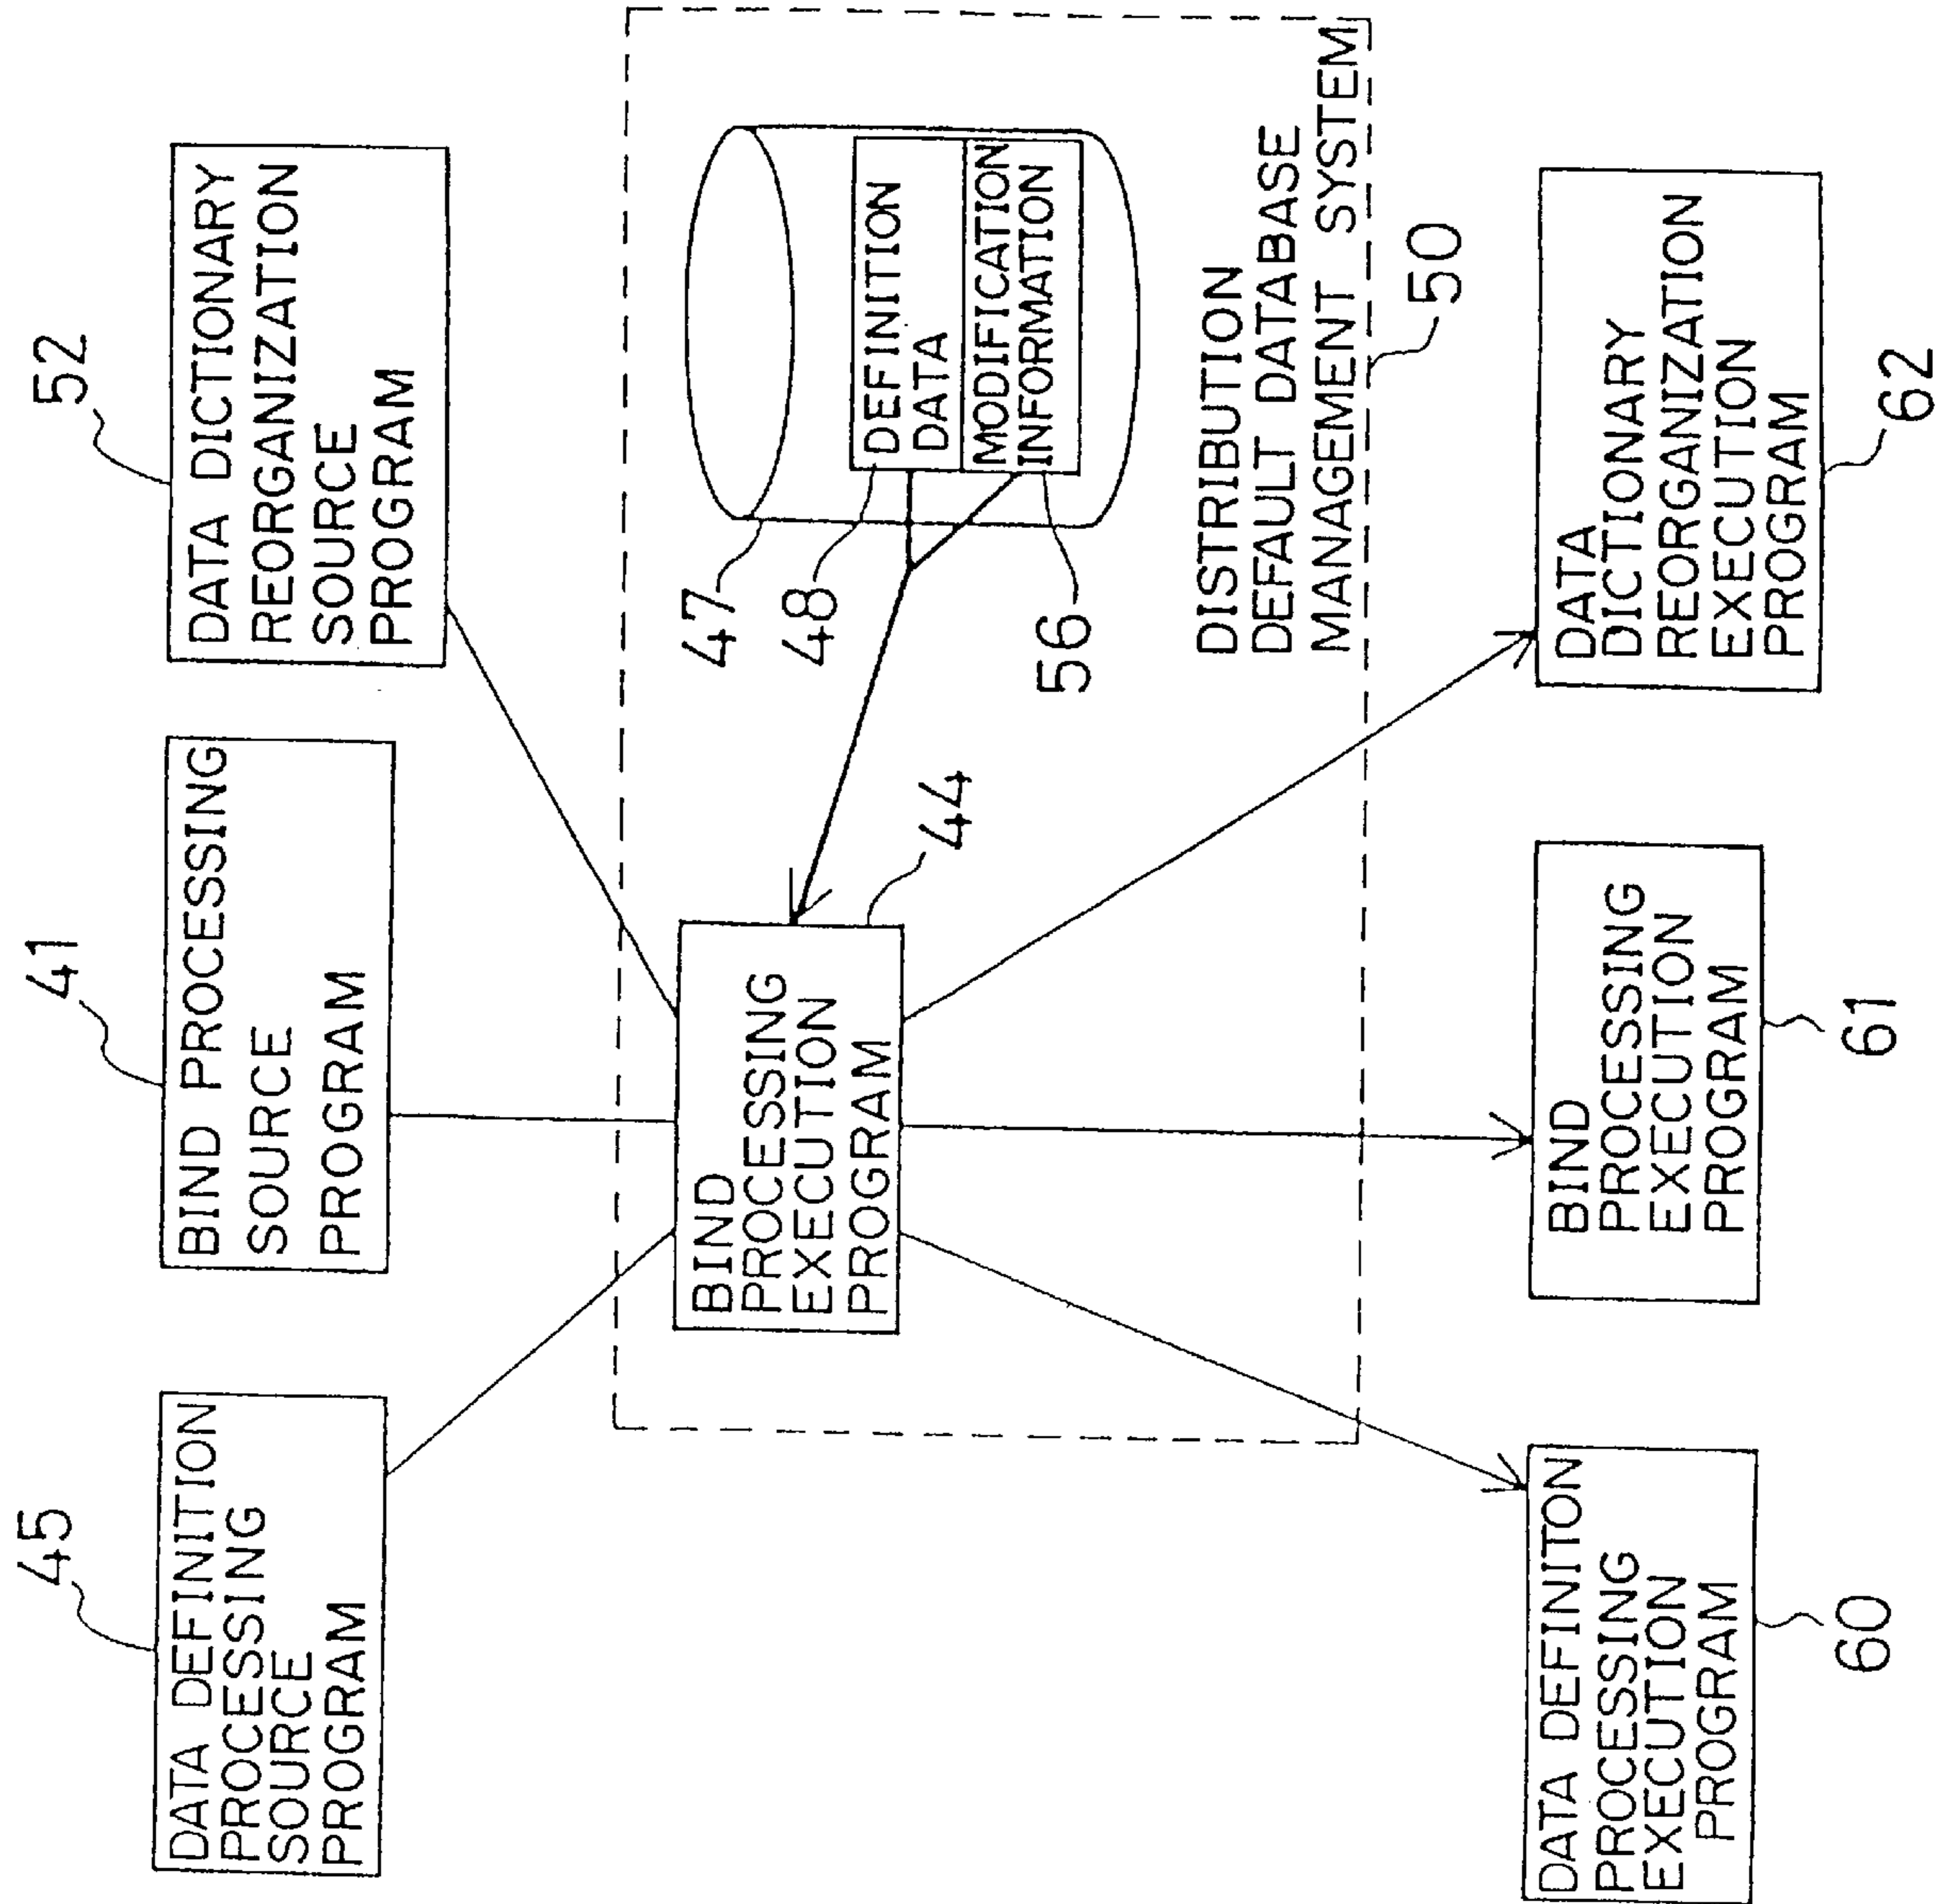 45
DATA DEFINITION
PROCESSING
SOURCE
PROGRAM
41
BIND PROCESSING
SOURCE
PROGRAM
52
DATA DICTIONARY
REORGANIZATION
SOURCE
PROGRAM
BIND
PROCESSING
EXECUTION
PROGRAM
44
47
48
56
DEFINITION
DATA
MODIFICATION
INFORMATION
DISTRIBUTION
DEFAULT DATABASE
MANAGEMENT SYSTEM
50
DATA DEFINITON
PROCESSING
EXECUTION
PROGRAM
60
BIND
PROCESSING
EXECUTION
PROGRAM
61
DATA
DICTIONARY
REORGANIZATION
EXECUTION
PROGRAM
62